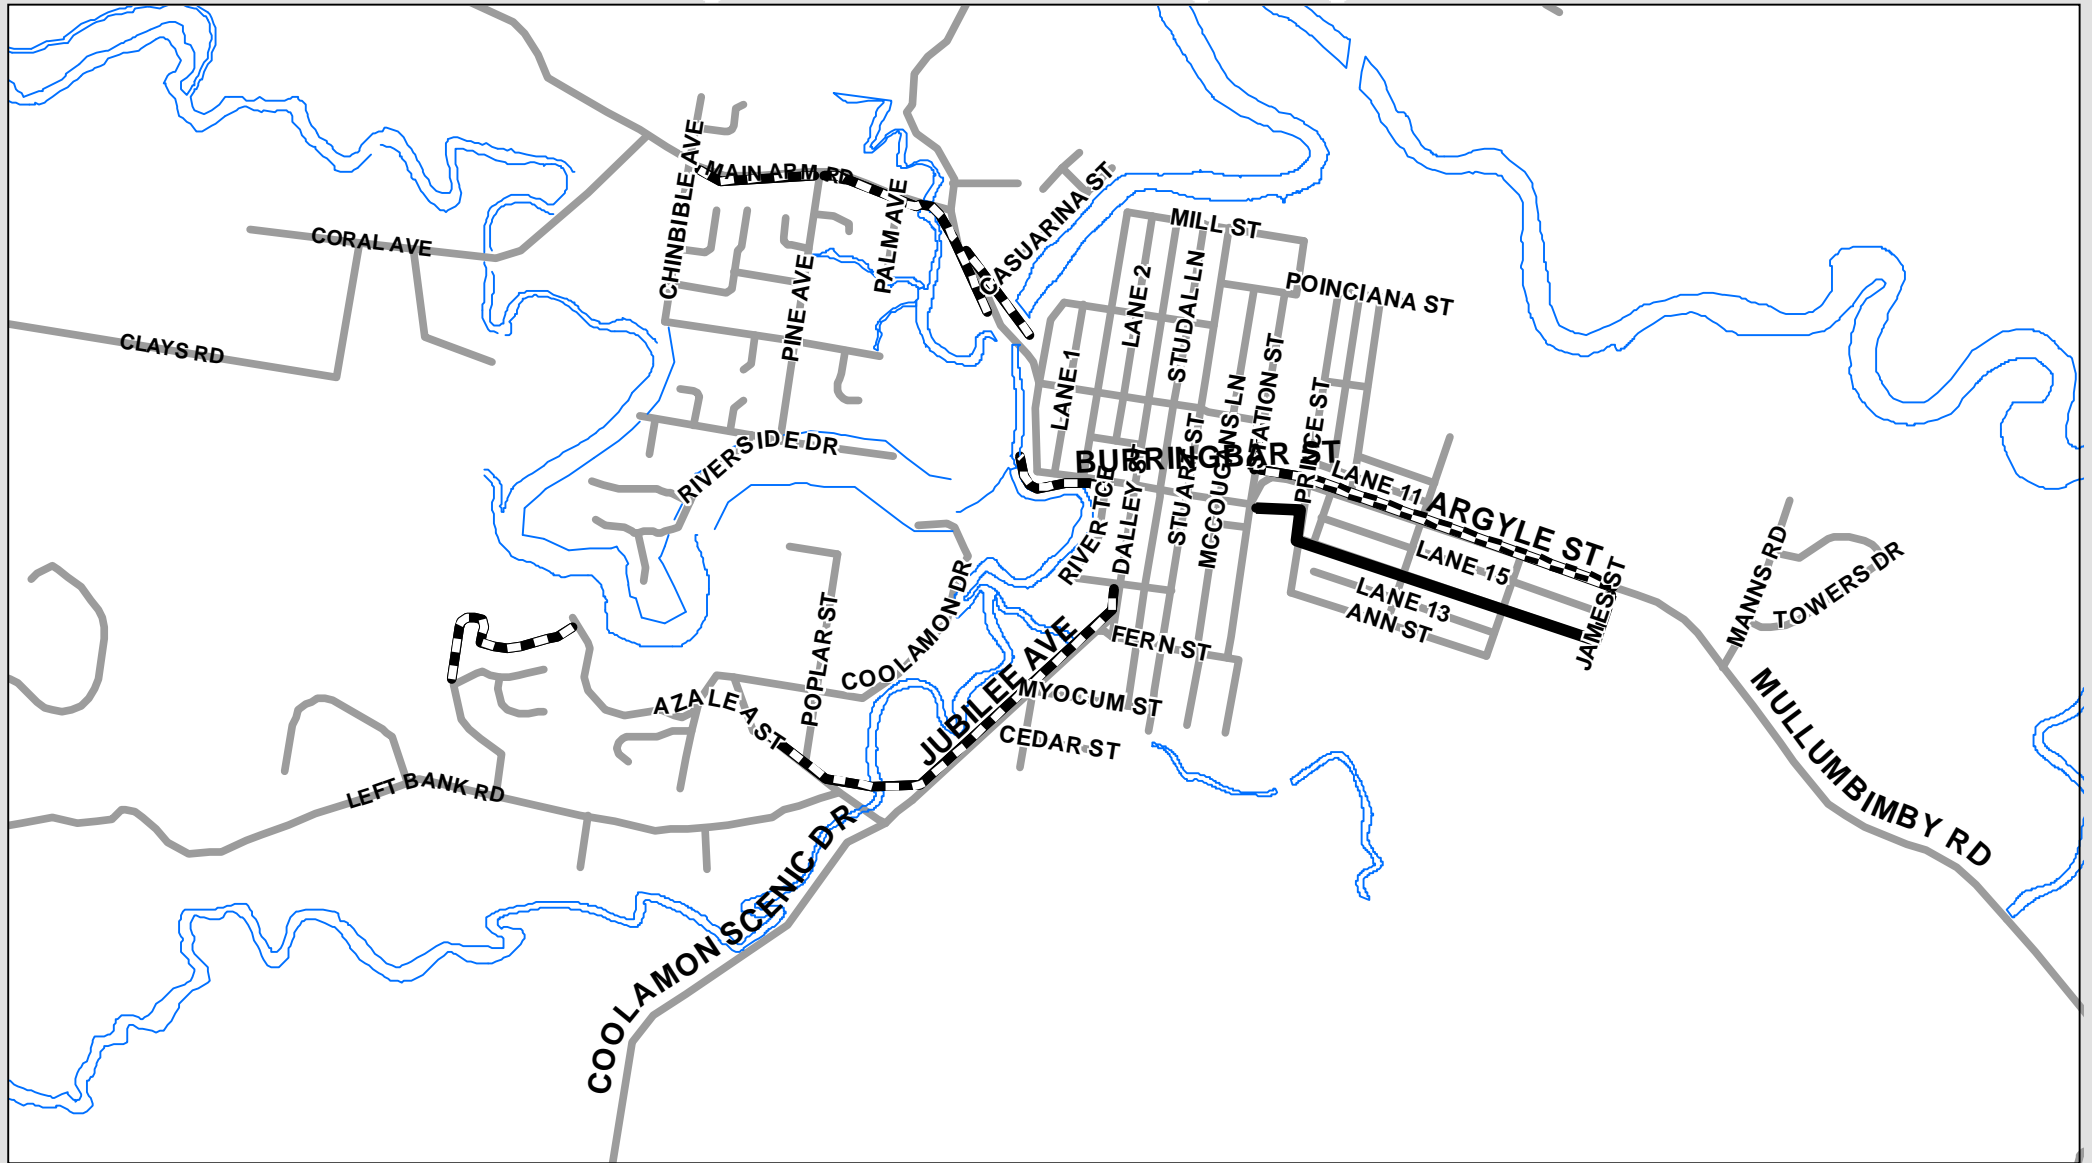 MAIN ARM RD
CHINBIBLE AVE
PALM AVE
CASUARINA ST
MILL ST
CORAL AVE
PINE AVE
LANE 2
STUDAL LN
POINCIANA ST
CLAYS RD
LANE 1
STATION ST
PRINCE ST
MCCOUGANS LN
RIVERSIDE DR
BURRINGBAR ST
LANE 11
ARGYLE ST
STUART ST
DALLEY ST
RIVER TCE
LANE 15
MANNS RD
TOWERS DR
LANE 13
ANN ST
JAMES ST
COOLAMON DR
POPLAR ST
FERN ST
JUBILEE AVE
MYOCUM ST
AZALEA ST
CEDAR ST
LEFT BANK RD
MULLUMBIMBY RD
COOLAMON SCENIC DR